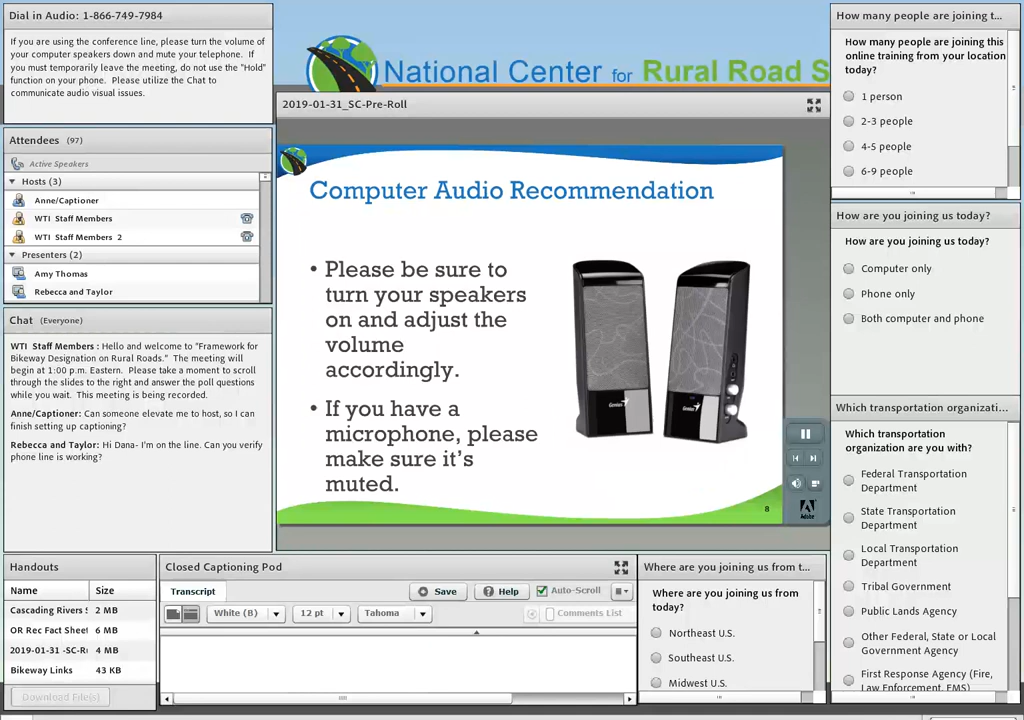 Dial in Audio: 1-866-749-7984
If you are using the conference line, please turn the volume of
your computer speakers down and mute your telephone. If
you must temporarily leave the meeting, do not use the "Hold"
function on your phone. Please utilize the Chat to
communicate audio visual issues.
Attendees (97)
Active Speakers
Hosts (3)
Anne/Captioner
WTI Staff Members
WTI Staff Members 2
Presenters (2)
Amy Thomas
Rebecca and Taylor
Chat (Everyone)
WTI Staff Members : Hello and welcome to "Framework for
Bikeway Designation on Rural Roads." The meeting will
begin at 1:00 p.m. Eastern. Please take a moment to scroll
through the slides to the right and answer the poll questions
while you wait. This meeting is being recorded.
Anne/Captioner: Can someone elevate me to host, so I can
finish setting up captioning?
Rebecca and Taylor: Hi Dana- I'm on the line. Can you verify
phone line is working?
National Center for Rural Road S
2019-01-31_SC-Pre-Roll
Computer Audio Recommendation
• Please be sure to
turn your speakers
on and adjust the
volume
accordingly.
• If you have a
microphone, please
make sure it's
muted.
Genius
Genius
8
Adobe
How many people are joining t...
How many people are joining this
online training from your location
today?
1 person
2-3 people
4-5 people
6-9 people
How are you joining us today?
How are you joining us today?
Computer only
Phone only
Both computer and phone
Which transportation organizati...
Which transportation
organization are you with?
Federal Transportation
Department
State Transportation
Department
Local Transportation
Department
Tribal Government
Public Lands Agency
Other Federal, State or Local
Government Agency
First Response Agency (Fire,
Law Enforcement, EMS)
Handouts
Name Size
Cascading Rivers 2 MB
OR Rec Fact Sheet 6 MB
2019-01-31 -SC-R 4 MB
Bikeway Links 43 KB
Download File(s)
Closed Captioning Pod
Transcript Save Help Auto-Scroll
White (B) 12 pt Tahoma Comments List
Where are you joining us from t...
Where are you joining us from
today?
Northeast U.S.
Southeast U.S.
Midwest U.S.